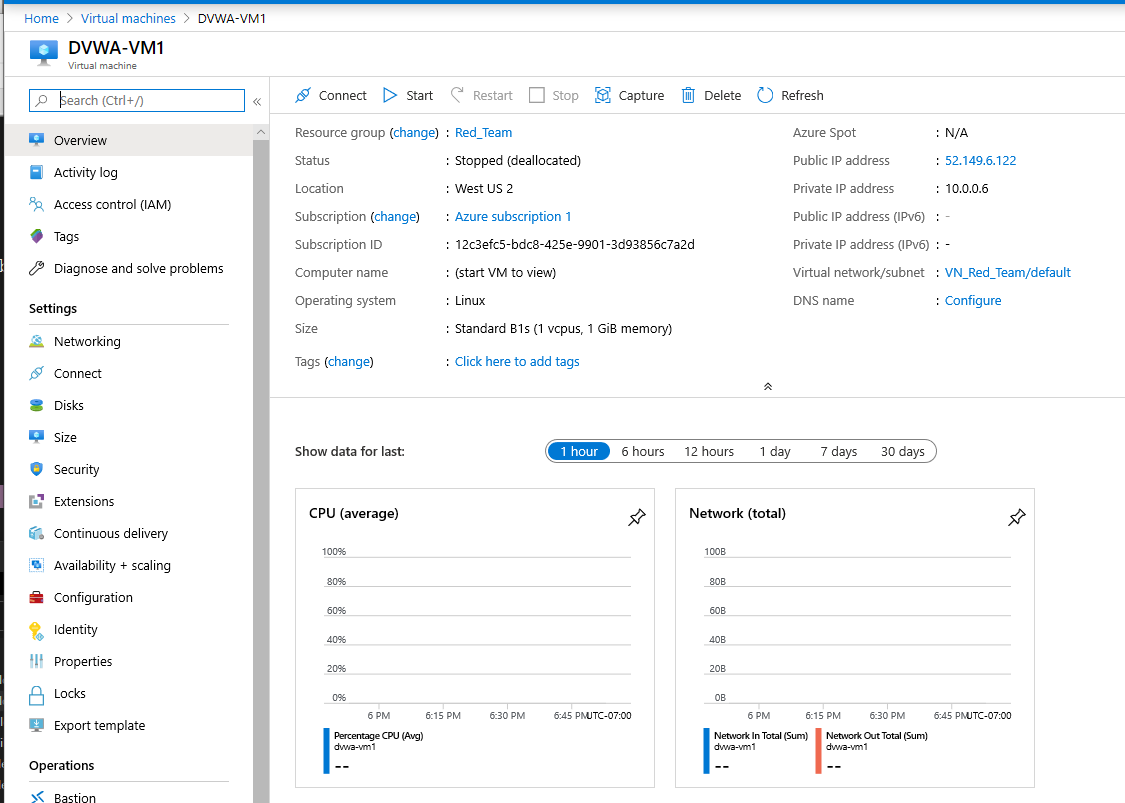 Home > Virtual machines > DVWA-VM1
DVWA-VM1
Virtual machine
Search (Ctrl+/)
«
Overview
Activity log
Access control (IAM)
Tags
Diagnose and solve problems
Settings
Networking
Connect
Disks
Size
Security
Extensions
Continuous delivery
Availability + scaling
Configuration
Identity
Properties
Locks
Export template
Operations
Bastion
Connect Start Restart Stop Capture Delete Refresh
Resource group (change) : Red_Team
Status : Stopped (deallocated)
Location : West US 2
Subscription (change) : Azure subscription 1
Subscription ID : 12c3efc5-bdc8-425e-9901-3d93856c7a2d
Computer name : (start VM to view)
Operating system : Linux
Size : Standard B1s (1 vcpus, 1 GiB memory)
Tags (change) : Click here to add tags
Azure Spot : N/A
Public IP address : 52.149.6.122
Private IP address : 10.0.0.6
Public IP address (IPv6) : -
Private IP address (IPv6) : -
Virtual network/subnet : VN_Red_Team/default
DNS name : Configure
Show data for last: 1 hour 6 hours 12 hours 1 day 7 days 30 days
CPU (average)
100%
80%
60%
40%
20%
0%
6 PM 6:15 PM 6:30 PM 6:45 PM UTC-07:00
Percentage CPU (Avg)
dvwa-vm1
--
Network (total)
100B
80B
60B
40B
20B
0B
6 PM 6:15 PM 6:30 PM 6:45 PM UTC-07:00
Network In Total (Sum) Network Out Total (Sum)
dvwa-vm1 dvwa-vm1
-- --